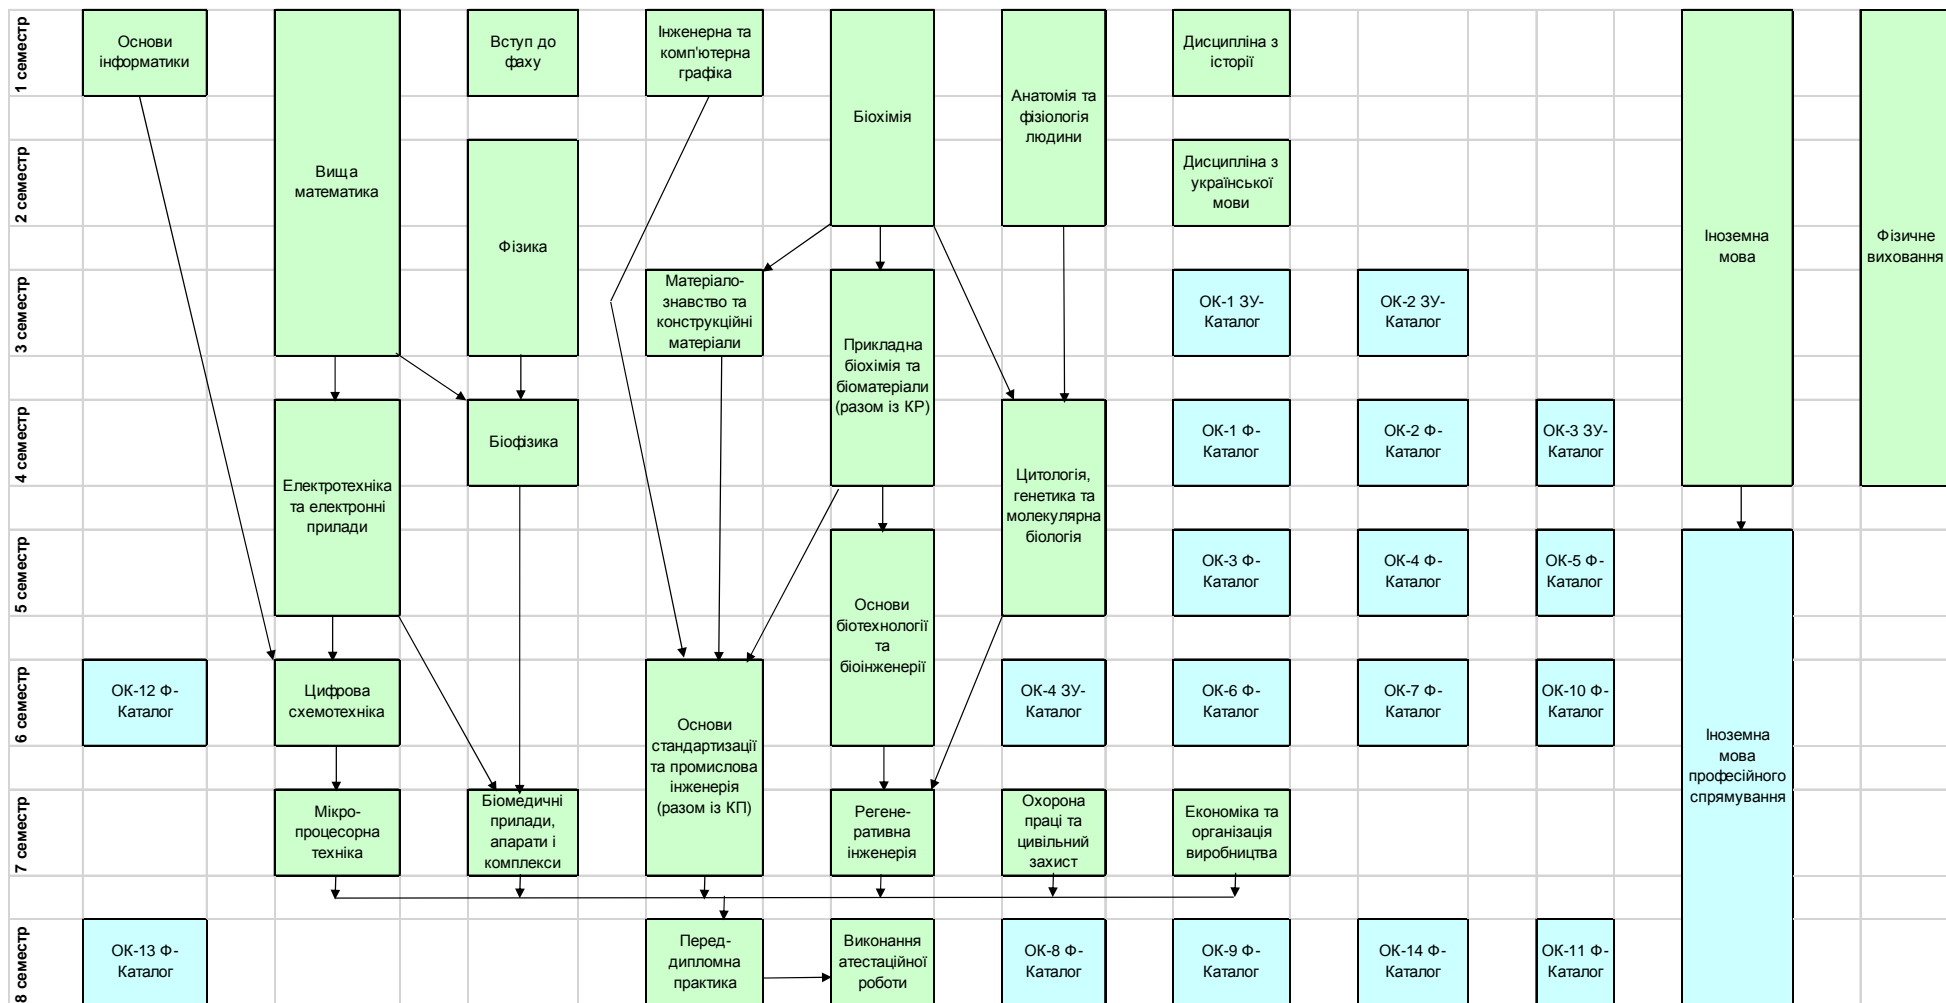 1 семестр
Основи
інформатики
Вступ до
фаху
Інженерна та
комп'ютерна
графіка
Дисципліна з
історії
Вища
математика
Біохімія
Анатомія та
фізіологія
людини
Іноземна
мова
Фізичне
виховання
2 семестр
Фізика
Дисципліна з
української
мови
3 семестр
Матеріало-
знавство та
конструкційні
матеріали
Прикладна
біохімія та
біоматеріали
(разом із КР)
ОК-1 ЗУ-
Каталог
ОК-2 ЗУ-
Каталог
4 семестр
Електротехніка
та електронні
прилади
Біофізика
Цитологія,
генетика та
молекулярна
біологія
ОК-1 Ф-
Каталог
ОК-2 Ф-
Каталог
ОК-3 ЗУ-
Каталог
5 семестр
Основи
біотехнології
та
біоінженерії
ОК-3 Ф-
Каталог
ОК-4 Ф-
Каталог
ОК-5 Ф-
Каталог
Іноземна
мова
професійного
спрямування
6 семестр
ОК-12 Ф-
Каталог
Цифрова
схемотехніка
Основи
стандартизації
та промислова
інженерія
(разом із КП)
ОК-4 ЗУ-
Каталог
ОК-6 Ф-
Каталог
ОК-7 Ф-
Каталог
ОК-10 Ф-
Каталог
7 семестр
Мікро-
процесорна
техніка
Біомедичні
прилади,
апарати і
комплекси
Регене-
ративна
інженерія
Охорона
праці та
цивільний
захист
Економіка та
організація
виробництва
8 семестр
ОК-13 Ф-
Каталог
Перед-
дипломна
практика
Виконання
атестаційної
роботи
ОК-8 Ф-
Каталог
ОК-9 Ф-
Каталог
ОК-14 Ф-
Каталог
ОК-11 Ф-
Каталог